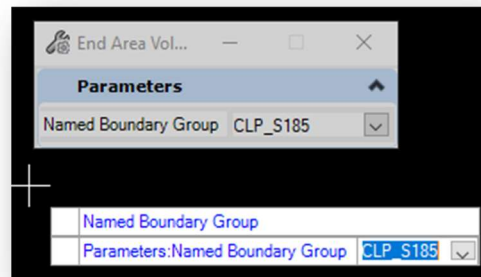 End Area Vol...
Parameters
Named Boundary Group CLP_S185
Named Boundary Group
Parameters:Named Boundary Group CLP_S185